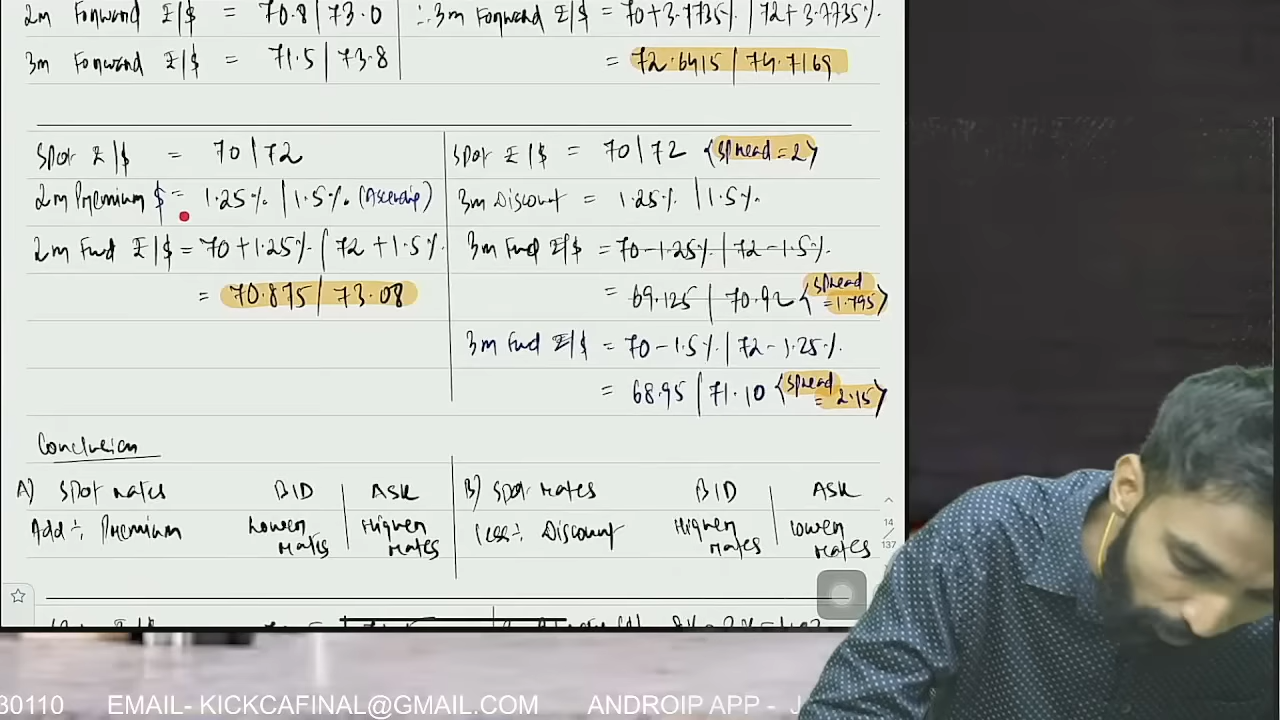 2m Forward ₹|$ = 70.8 | 73.0
3m Forward ₹|$ = 71.5 | 73.8
∴ 3m Forward ₹|$ = 70+3.7735% | 72+3.7735%.
= 72.6415 | 74.7169
Spot ₹|$ = 70|72
2m Premium $ = 1.25% | 1.5%. (Ascending)
2m Fwd ₹|$ = 70+1.25% | 72+1.5%.
= 70.875 | 73.08
Spot ₹|$ = 70|72 {Spread = 2}
3m Discount = 1.25% | 1.5%.
3m Fwd ₹|$ = 70-1.25% | 72-1.5%.
= 69.125 | 70.92 {Spread = 1.795}
3m Fwd ₹|$ = 70-1.5% | 72-1.25%.
= 68.95 | 71.10 {Spread = 2.15}
Conclusion
A) Spot rates BID | ASK
Add ÷ Premium Lower rates | Higher rates
B) Spot rates BID | ASK
Less ÷ Discount Higher rates | Lower rates
14
137
30110 EMAIL- KICKCAFINAL@GMAIL.COM ANDROIP APP - J